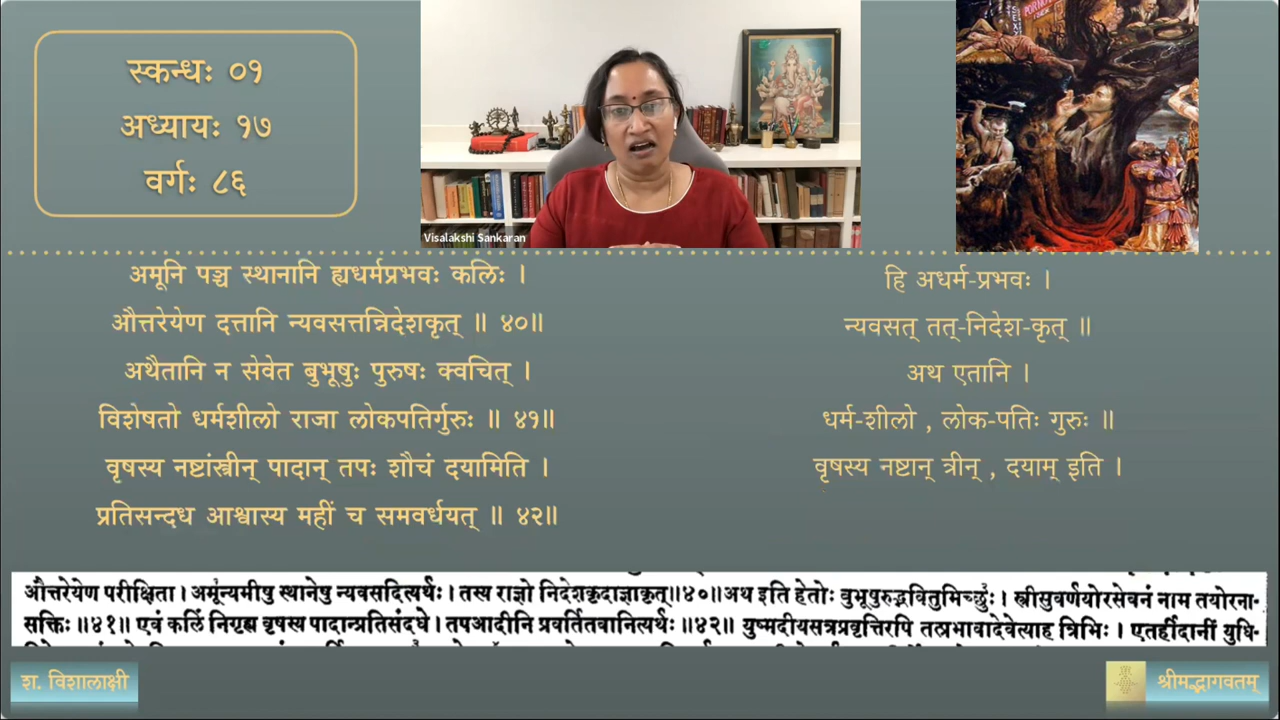 स्कन्धः ०१
अध्यायः १७
वर्गः ८६
Visalakshi Sankaran
अमूनि पञ्च स्थानानि ह्यधर्मप्रभवः कलिः ।
औत्तरेयेण दत्तानि न्यवसत्तन्निदेशकृत् ॥ ४०॥
अथैतानि न सेवेत बुभूषुः पुरुषः क्वचित् ।
विशेषतो धर्मशीलो राजा लोकपतिर्गुरुः ॥ ४१॥
वृषस्य नष्टांस्त्रीन् पादान् तपः शौचं दयामिति ।
प्रतिसन्दध आश्वास्य महीं च समवर्धयत् ॥ ४२॥
हि अधर्म-प्रभवः ।
न्यवसत् तत्-निदेश-कृत् ॥
अथ एतानि ।
धर्म-शीलो , लोक-पतिः गुरुः ॥
वृषस्य नष्टान् त्रीन् , दयाम् इति ।
औत्तरेयेण परीक्षिता । अमून्यमीषु स्थानेषु न्यवसदित्यर्थः । तस्य राज्ञो निदेशकृदाज्ञाकृत्॥४०॥अथ इति हेतोः बुभूषुरुद्भवितुमिच्छुः । स्त्रीसुवर्णयोरसेवनं नाम तयोरना-
सक्तिः ॥४१॥ एवं कलिं निगृह्य वृषस्य पादान्प्रतिसंदधे । तपआदीनि प्रवर्तितवानित्यर्थः ॥४२॥ युष्मदीयसत्रप्रवृत्तिरपि तत्प्रभावादेवेत्याह त्रिभिः । एतर्हीदानीं युधि-
श. विशालाक्षी
श्रीमद्भागवतम्